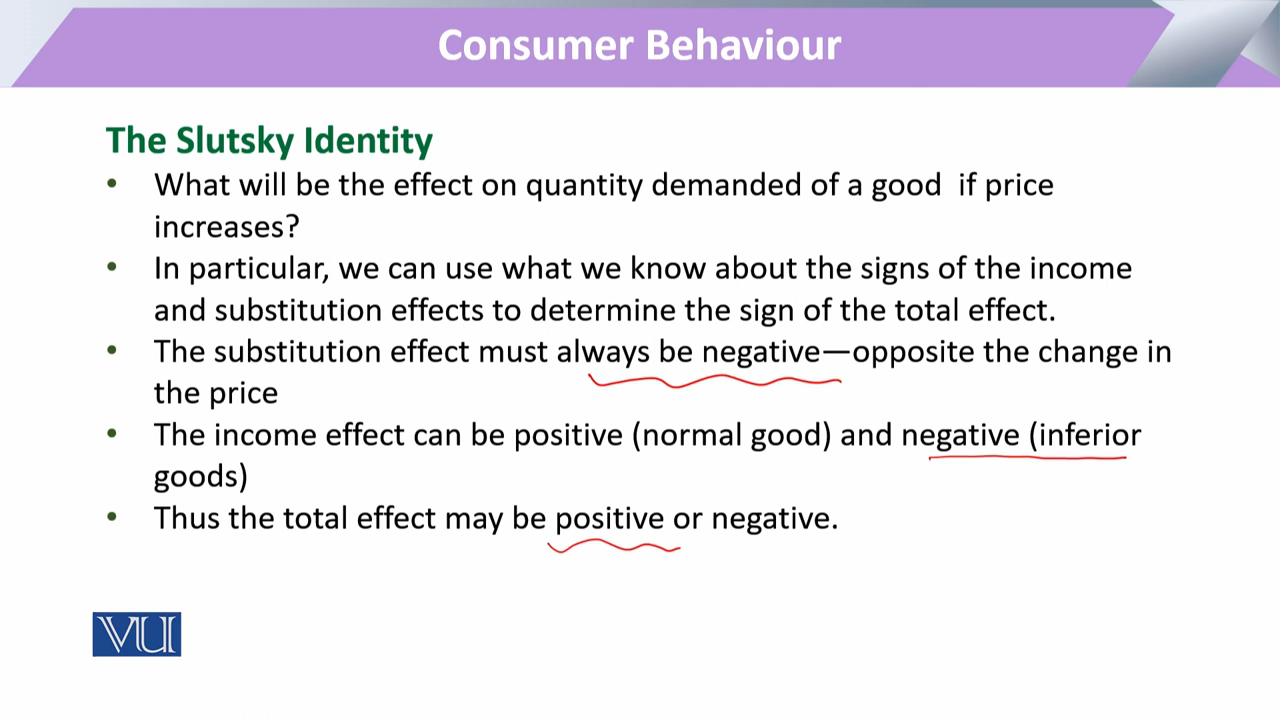 Consumer Behaviour
The Slutsky Identity
• What will be the effect on quantity demanded of a good if price
increases?
• In particular, we can use what we know about the signs of the income
and substitution effects to determine the sign of the total effect.
• The substitution effect must always be negative—opposite the change in
the price
• The income effect can be positive (normal good) and negative (inferior
goods)
• Thus the total effect may be positive or negative.
VU